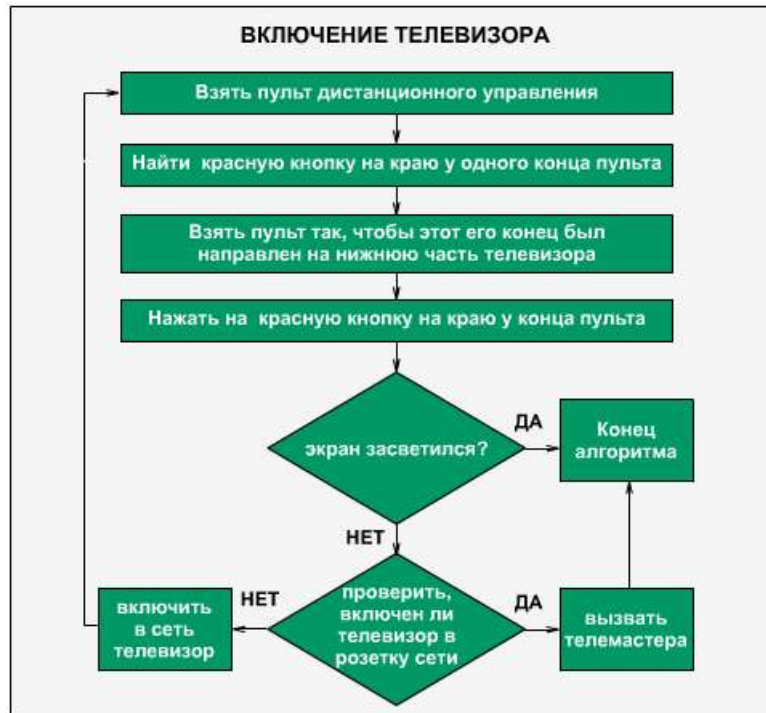 ВКЛЮЧЕНИЕ ТЕЛЕВИЗОРА
Взять пульт дистанционного управления
Найти красную кнопку на краю у одного конца пульта
Взять пульт так, чтобы этот его конец был
направлен на нижнюю часть телевизора
Нажать на красную кнопку на краю у конца пульта
экран засветился?
ДА
Конец
алгоритма
НЕТ
проверить,
включен ли
телевизор в
розетку сети
НЕТ
включить
в сеть
телевизор
ДА
вызвать
телемастера